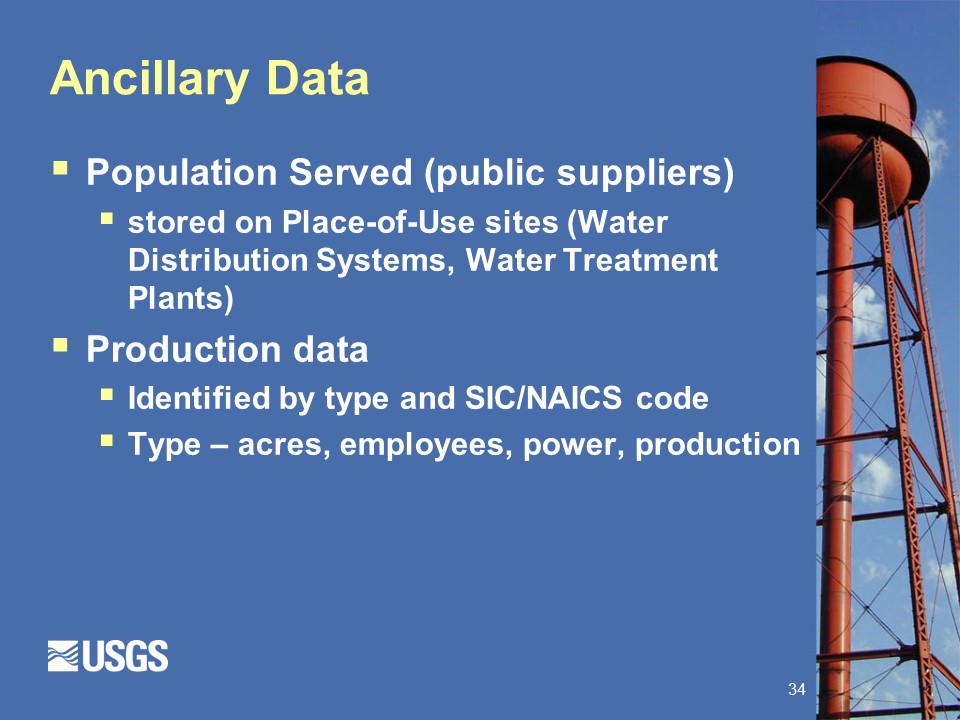 Ancillary Data
▪ Population Served (public suppliers)
▪ stored on Place-of-Use sites (Water
Distribution Systems, Water Treatment
Plants)
▪ Production data
▪ Identified by type and SIC/NAICS code
▪ Type – acres, employees, power, production
USGS
34